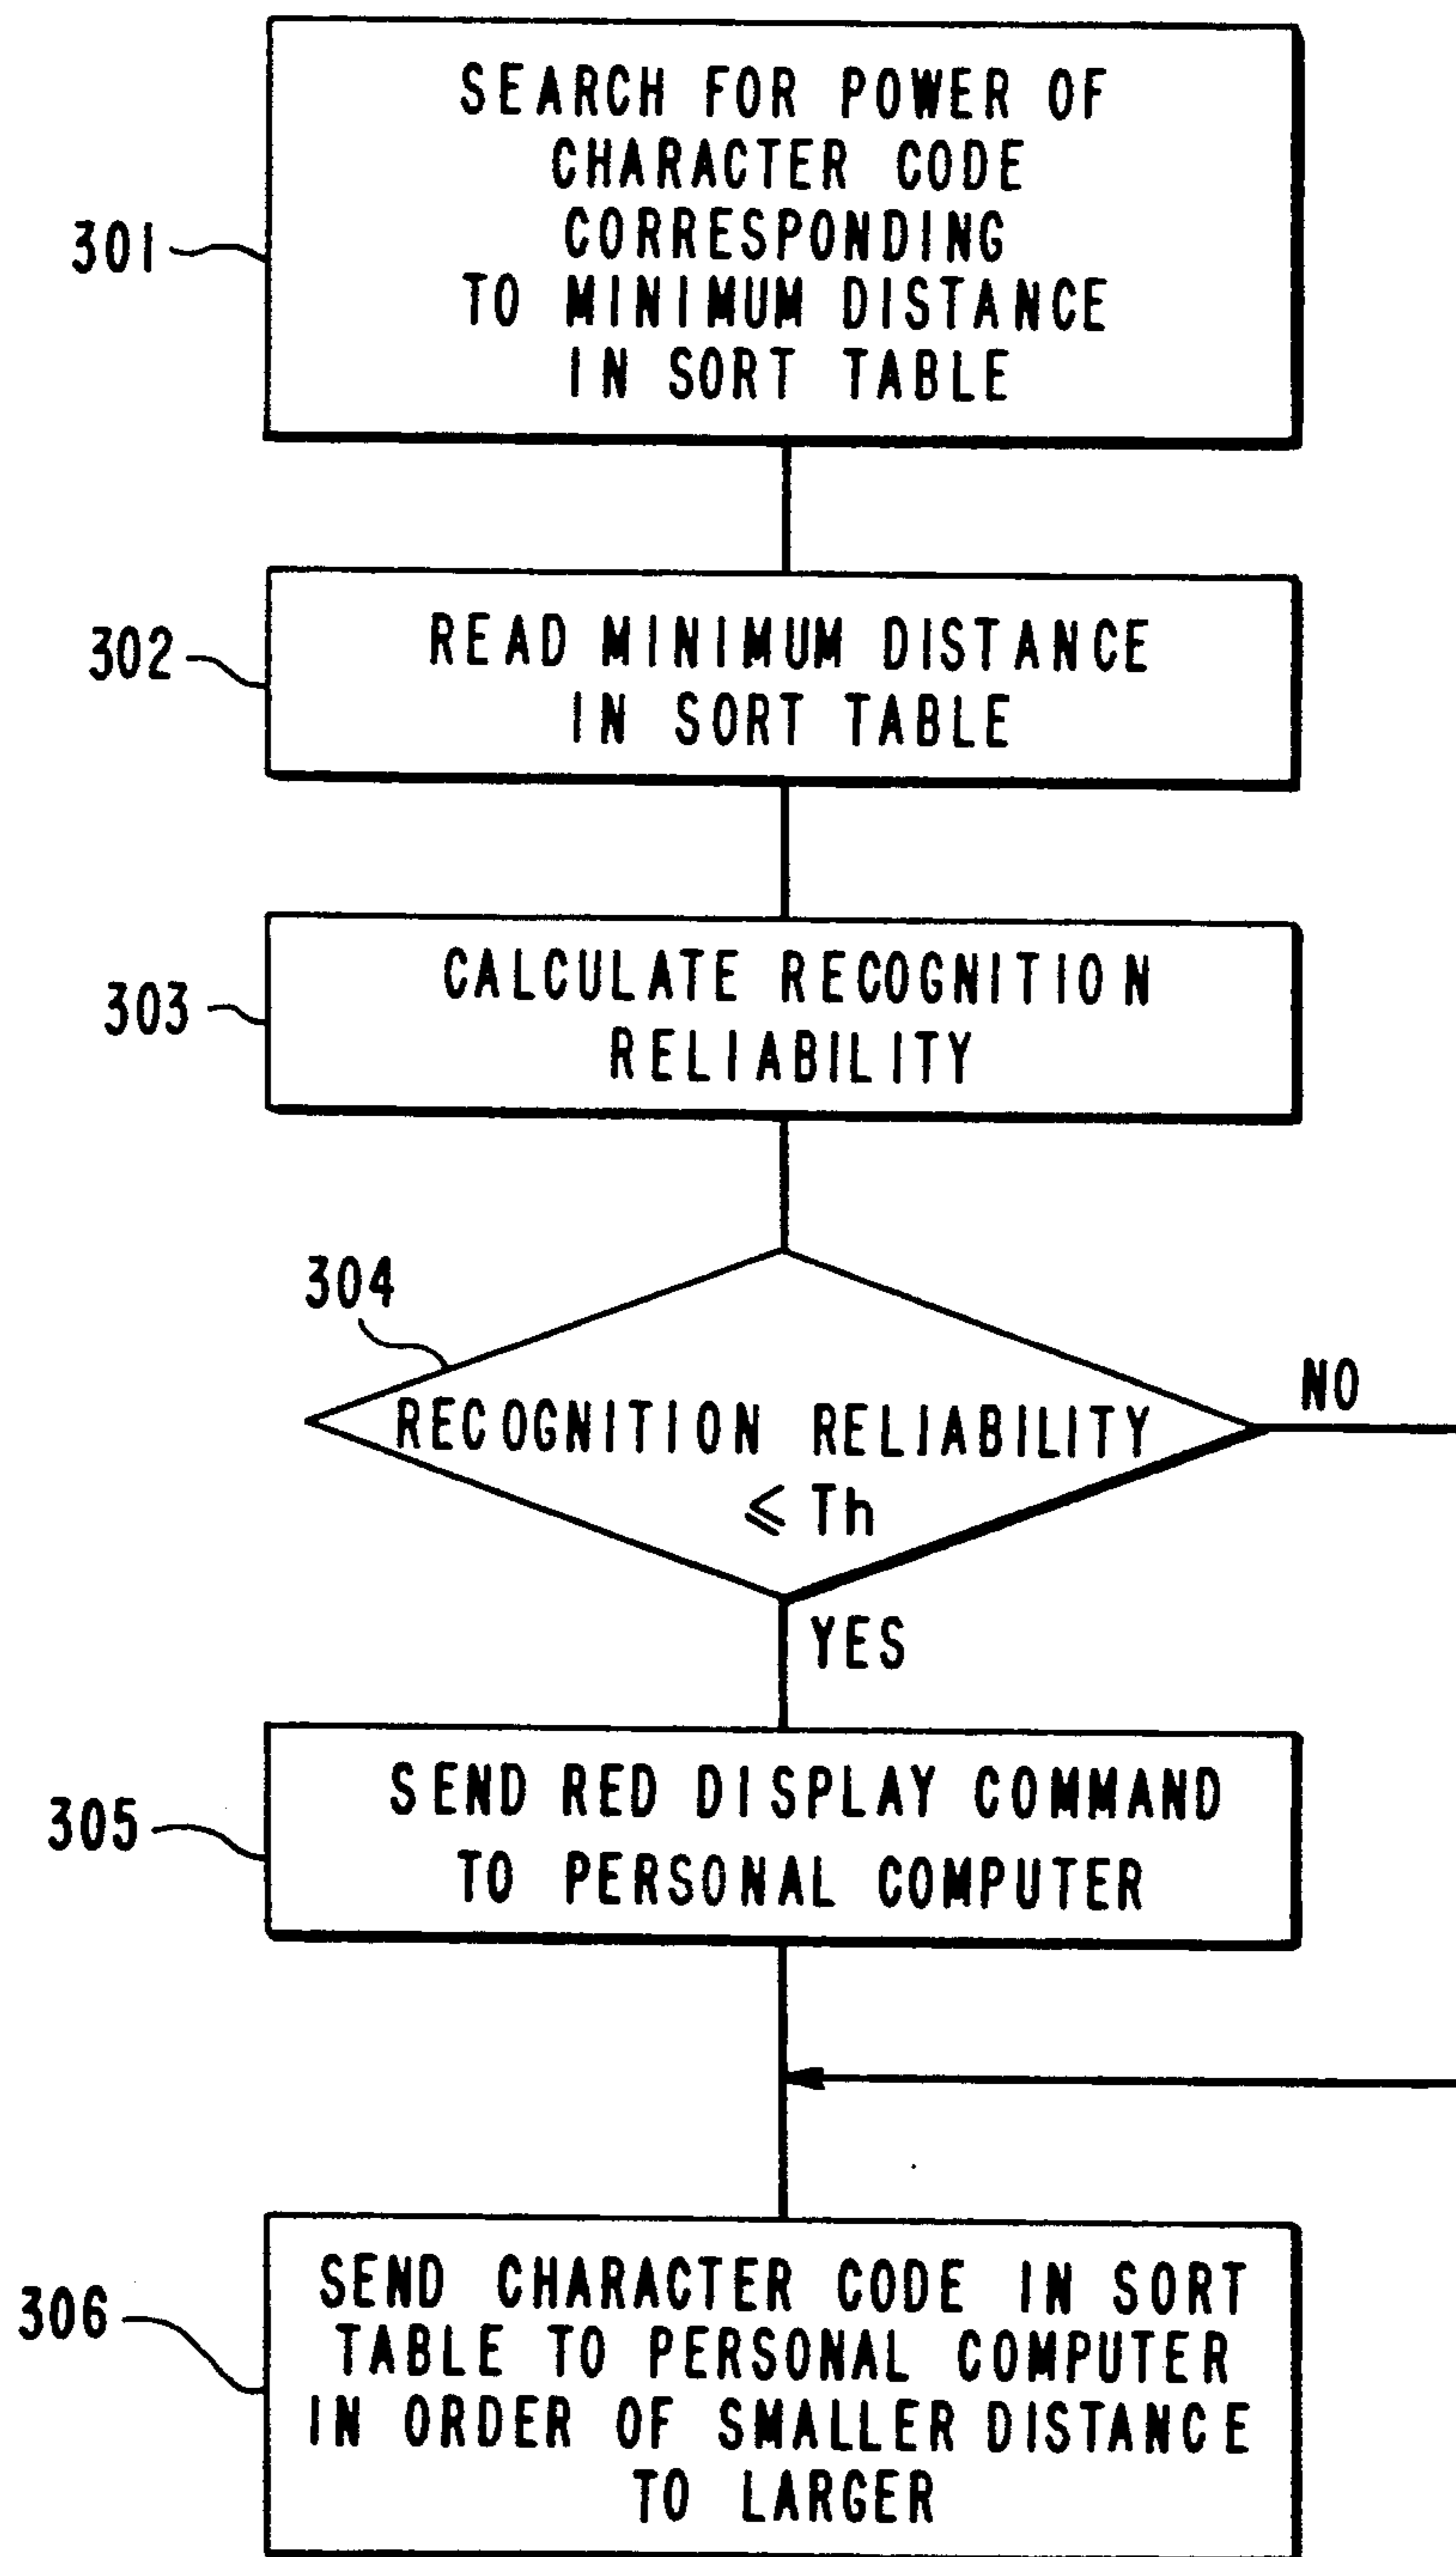 SEARCH FOR POWER OF
CHARACTER CODE
CORRESPONDING
TO MINIMUM DISTANCE
IN SORT TABLE
301
READ MINIMUM DISTANCE
IN SORT TABLE
302
CALCULATE RECOGNITION
RELIABILITY
303
304
RECOGNITION RELIABILITY
≤ Th
NO
YES
SEND RED DISPLAY COMMAND
TO PERSONAL COMPUTER
305
SEND CHARACTER CODE IN SORT
TABLE TO PERSONAL COMPUTER
IN ORDER OF SMALLER DISTANCE
TO LARGER
306